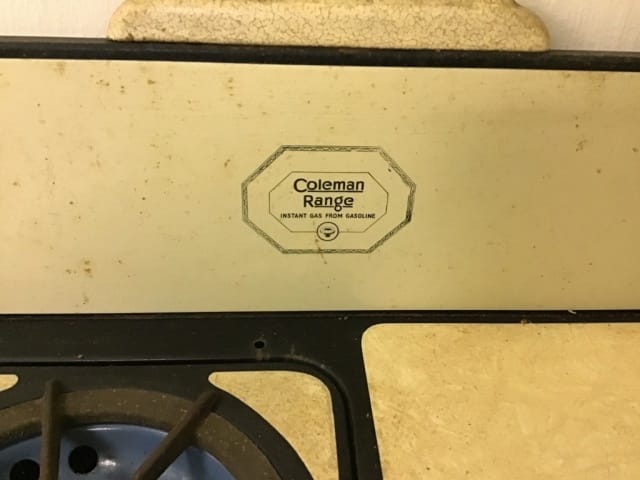 Coleman
Range
INSTANT GAS FROM GASOLINE